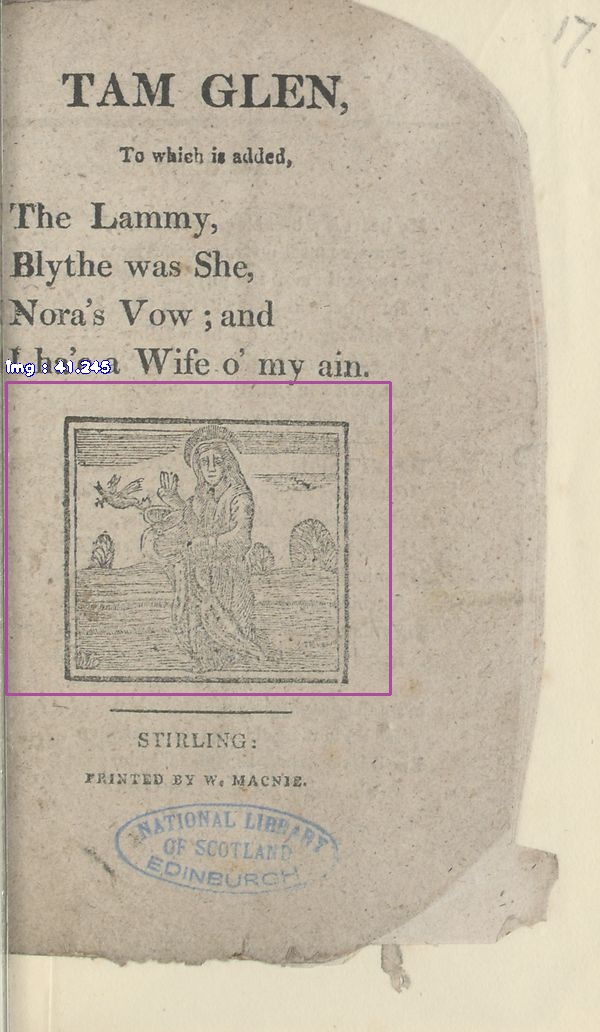 17.
TAM GLEN,
To which is added,
The Lammy,
Blythe was She,
Nora's Vow ; and
I ha'e a Wife o' my ain.
Img : 41.245
STIRLING:
PRINTED BY W. MACNIE.
NATIONAL LIBRARY
OF SCOTLAND
EDINBURGH